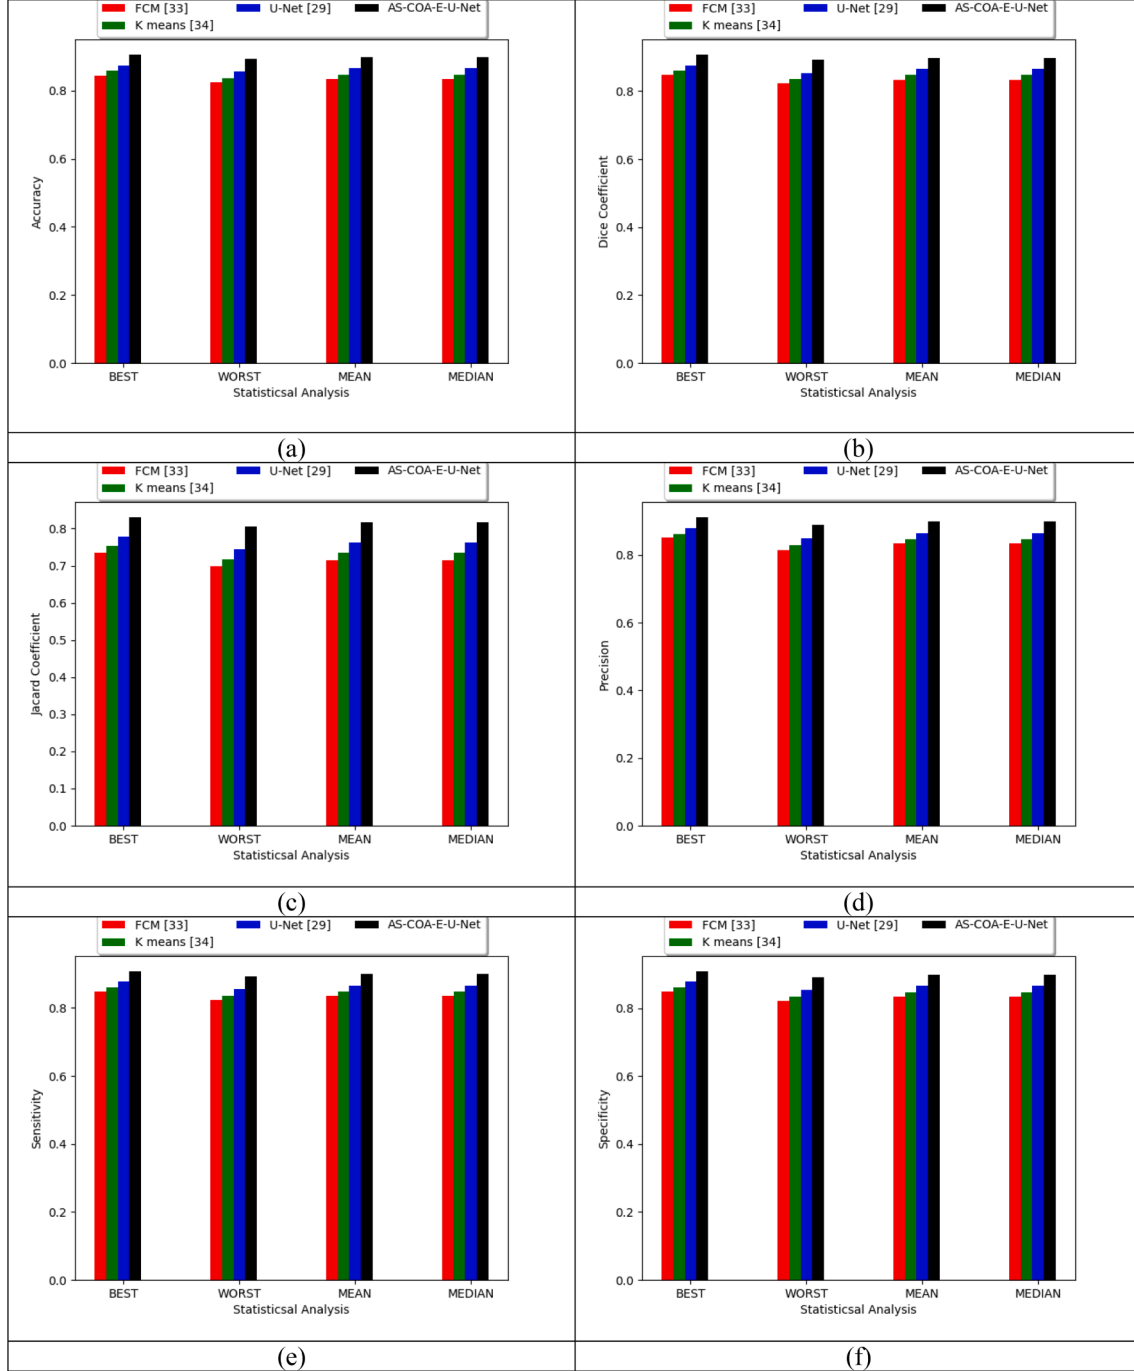 FCM [33] U-Net [29] AS-COA-E-U-Net
K means [34]
0.8
0.6
0.4
0.2
0.0
Accuracy
BEST WORST MEAN MEDIAN
Statisticsal Analysis
(a)
FCM [33] U-Net [29] AS-COA-E-U-Net
K means [34]
0.8
0.6
0.4
0.2
0.0
Dice Coefficient
BEST WORST MEAN MEDIAN
Statisticsal Analysis
(b)
FCM [33] U-Net [29] AS-COA-E-U-Net
K means [34]
0.8
0.7
0.6
0.5
0.4
0.3
0.2
0.1
0.0
Jacard Coefficient
BEST WORST MEAN MEDIAN
Statisticsal Analysis
(c)
FCM [33] U-Net [29] AS-COA-E-U-Net
K means [34]
0.8
0.6
0.4
0.2
0.0
Precision
BEST WORST MEAN MEDIAN
Statisticsal Analysis
(d)
FCM [33] U-Net [29] AS-COA-E-U-Net
K means [34]
0.8
0.6
0.4
0.2
0.0
Sensitivity
BEST WORST MEAN MEDIAN
Statisticsal Analysis
(e)
FCM [33] U-Net [29] AS-COA-E-U-Net
K means [34]
0.8
0.6
0.4
0.2
0.0
Specificity
BEST WORST MEAN MEDIAN
Statisticsal Analysis
(f)